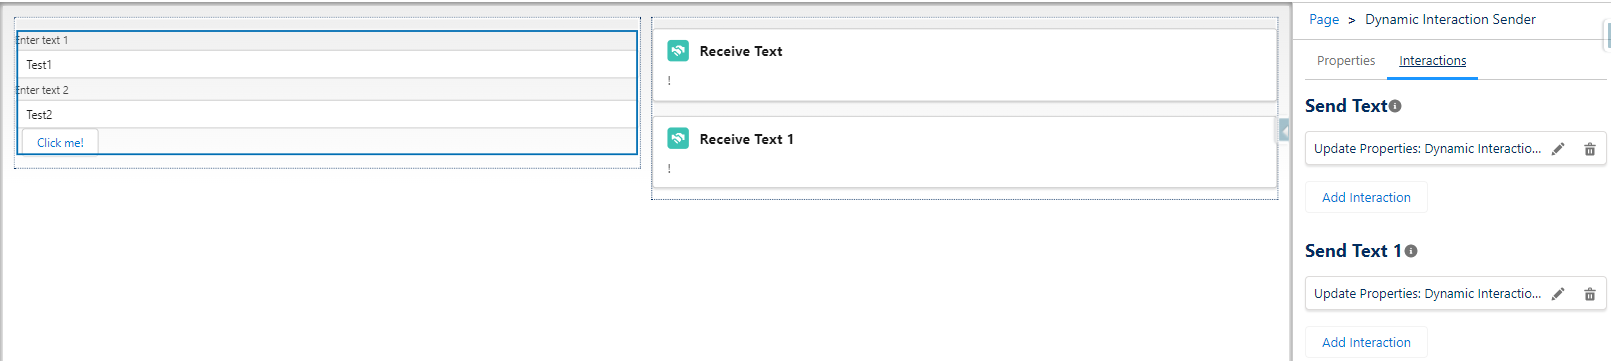 Enter text 1
Test1
Enter text 2
Test2
Click me!
Receive Text
!
Receive Text 1
!
Page > Dynamic Interaction Sender
Properties Interactions
Send Text
Update Properties: Dynamic Interactio...
Add Interaction
Send Text 1
Update Properties: Dynamic Interactio...
Add Interaction